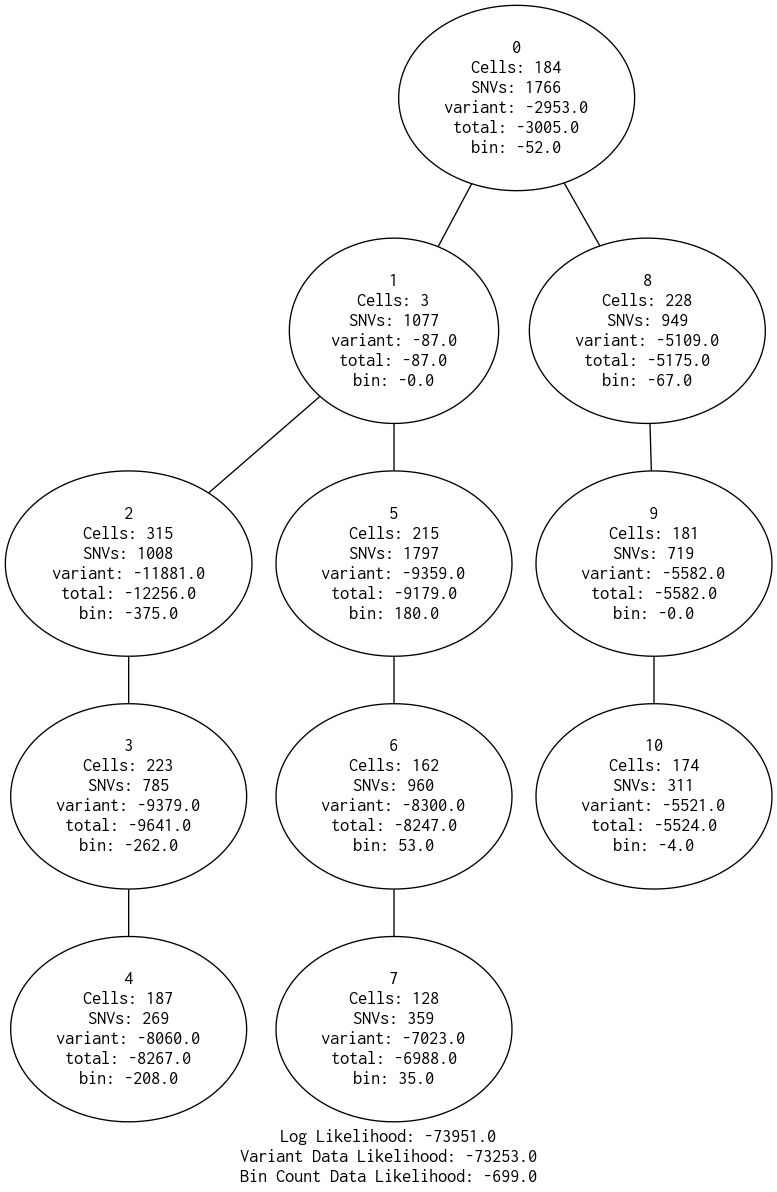 0
Cells: 184
SNVs: 1766
variant: -2953.0
total: -3005.0
bin: -52.0
1
Cells: 3
SNVs: 1077
variant: -87.0
total: -87.0
bin: -0.0
8
Cells: 228
SNVs: 949
variant: -5109.0
total: -5175.0
bin: -67.0
2
Cells: 315
SNVs: 1008
variant: -11881.0
total: -12256.0
bin: -375.0
5
Cells: 215
SNVs: 1797
variant: -9359.0
total: -9179.0
bin: 180.0
9
Cells: 181
SNVs: 719
variant: -5582.0
total: -5582.0
bin: -0.0
3
Cells: 223
SNVs: 785
variant: -9379.0
total: -9641.0
bin: -262.0
6
Cells: 162
SNVs: 960
variant: -8300.0
total: -8247.0
bin: 53.0
10
Cells: 174
SNVs: 311
variant: -5521.0
total: -5524.0
bin: -4.0
4
Cells: 187
SNVs: 269
variant: -8060.0
total: -8267.0
bin: -208.0
7
Cells: 128
SNVs: 359
variant: -7023.0
total: -6988.0
bin: 35.0
Log Likelihood: -73951.0
Variant Data Likelihood: -73253.0
Bin Count Data Likelihood: -699.0